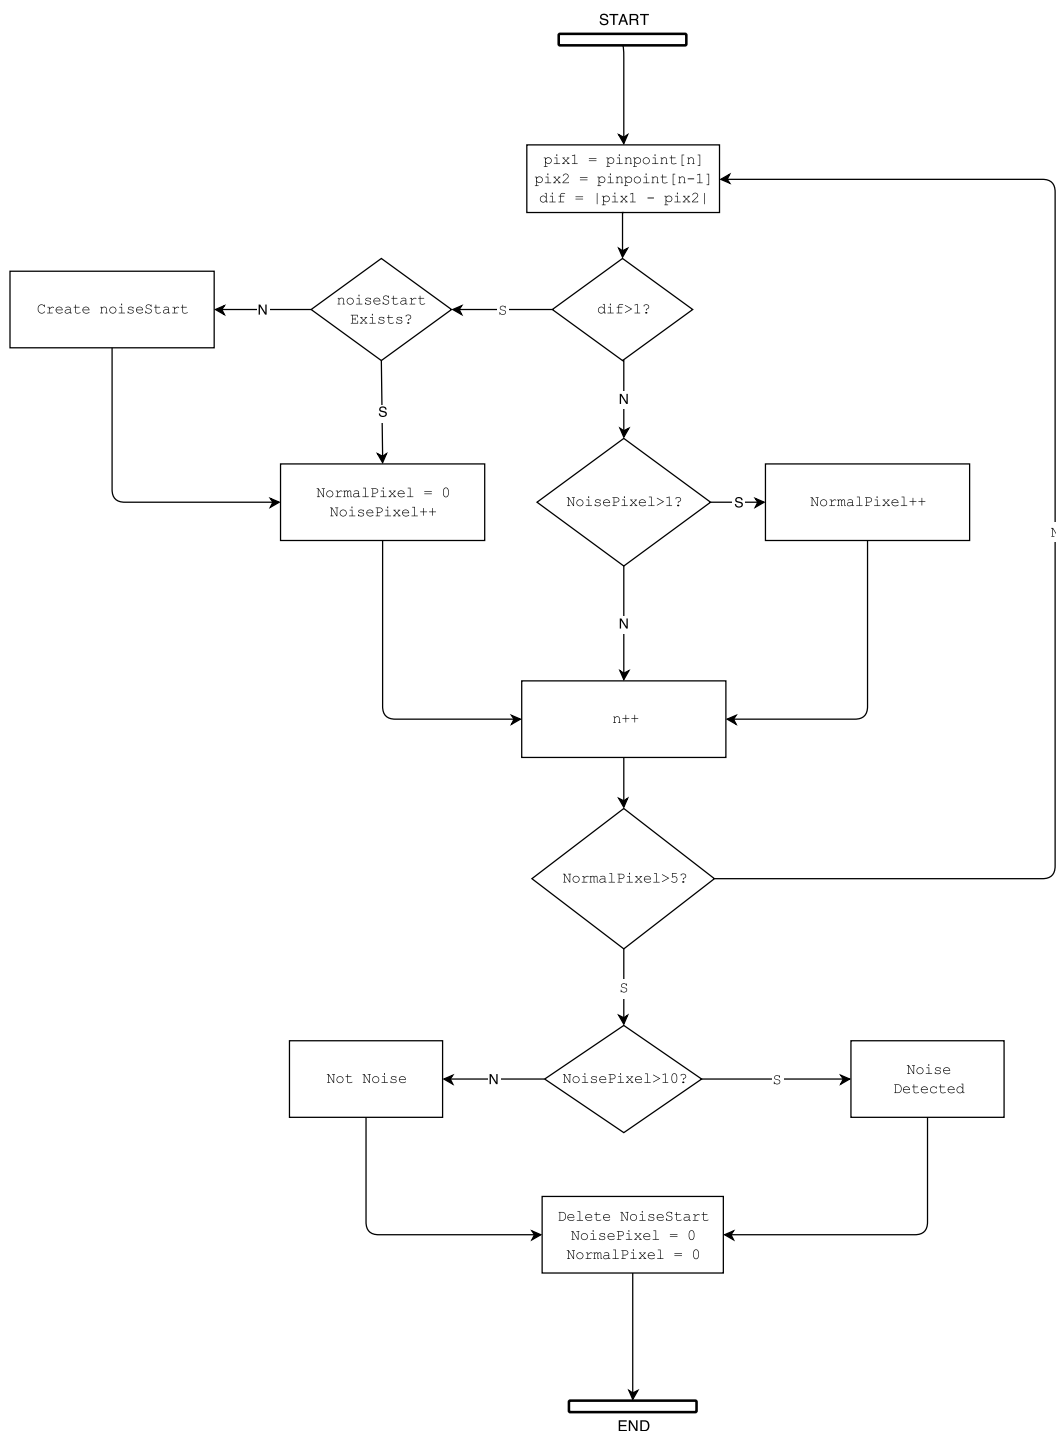 START
pix1 = pinpoint[n]
pix2 = pinpoint[n-1]
dif = |pix1 - pix2|
Create noiseStart
N
noiseStart
Exists?
S
dif>1?
N
S
NormalPixel = 0
NoisePixel++
NoisePixel>1?
S
NormalPixel++
N
N
n++
NormalPixel>5?
S
Not Noise
N
NoisePixel>10?
S
Noise
Detected
Delete NoiseStart
NoisePixel = 0
NormalPixel = 0
END